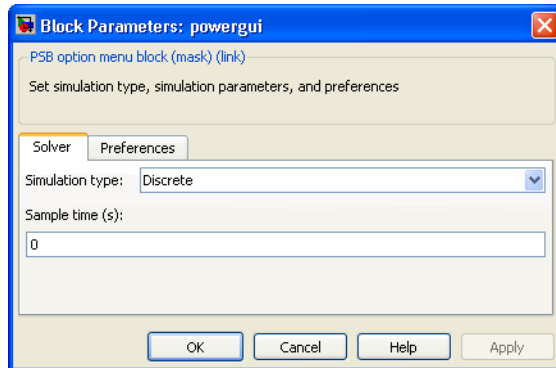 Block Parameters: powergui
PSB option menu block (mask) (link)
Set simulation type, simulation parameters, and preferences
Solver Preferences
Simulation type: Discrete
Sample time (s):
0
OK Cancel Help Apply